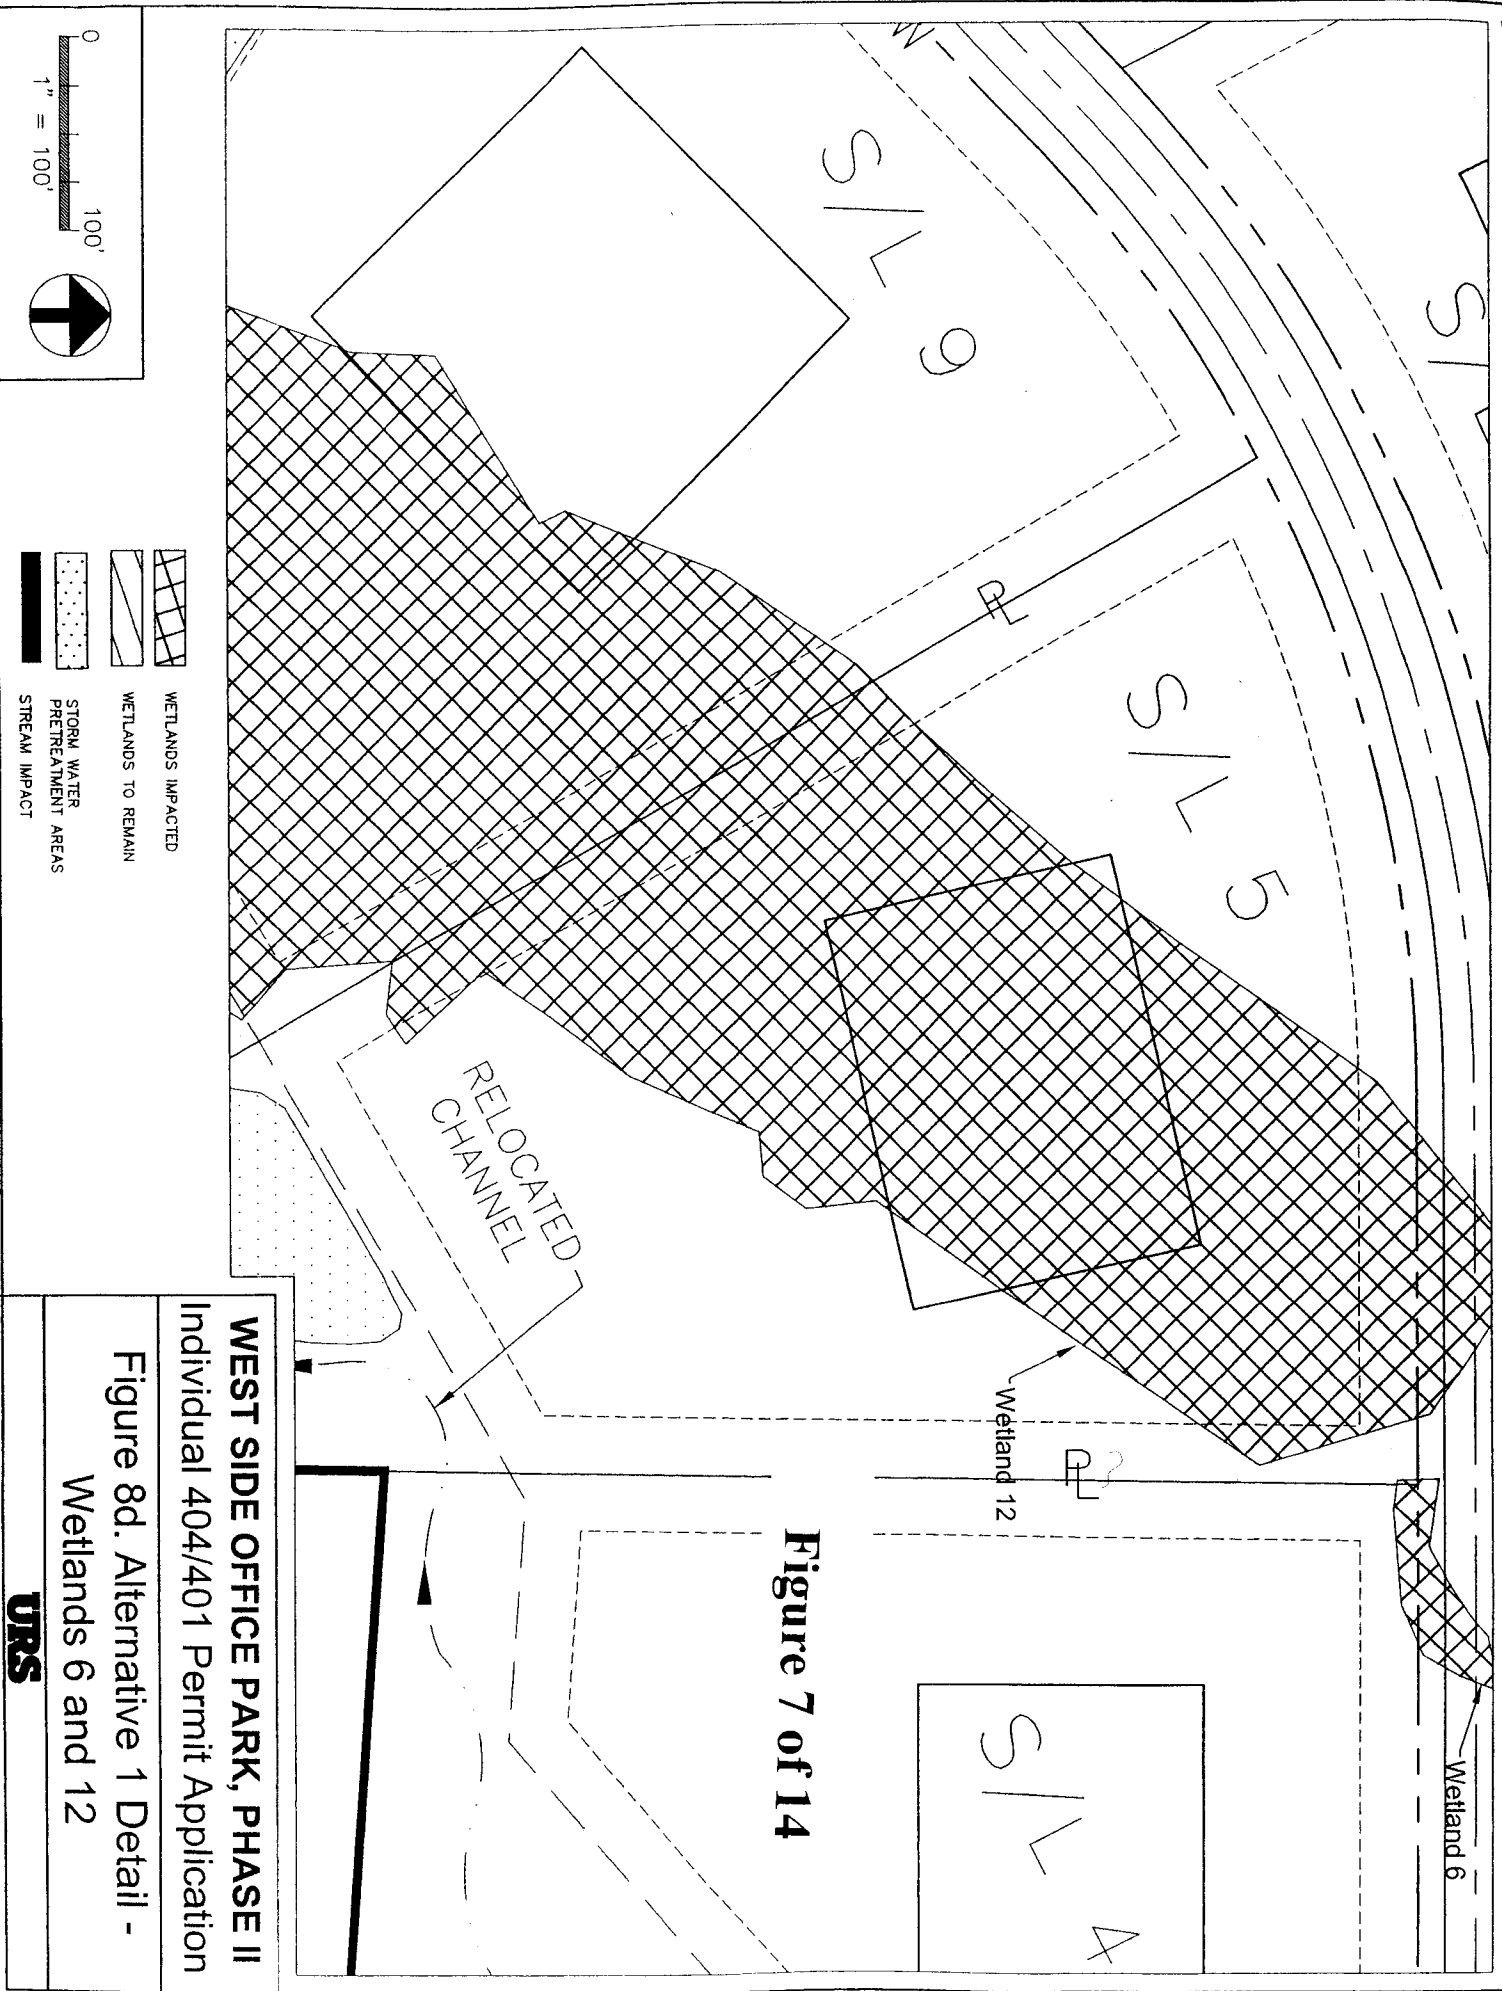 S/L 9
S/L 5
S/L 4
PL
PL
RELOCATED
CHANNEL
Wetland 12
Wetland 6
Figure 7 of 14
0
100'
1" = 100'
WETLANDS IMPACTED
WETLANDS TO REMAIN
STORM WATER
PRETREATMENT AREAS
STREAM IMPACT
WEST SIDE OFFICE PARK, PHASE II
Individual 404/401 Permit Application
Figure 8d. Alternative 1 Detail -
Wetlands 6 and 12
URS